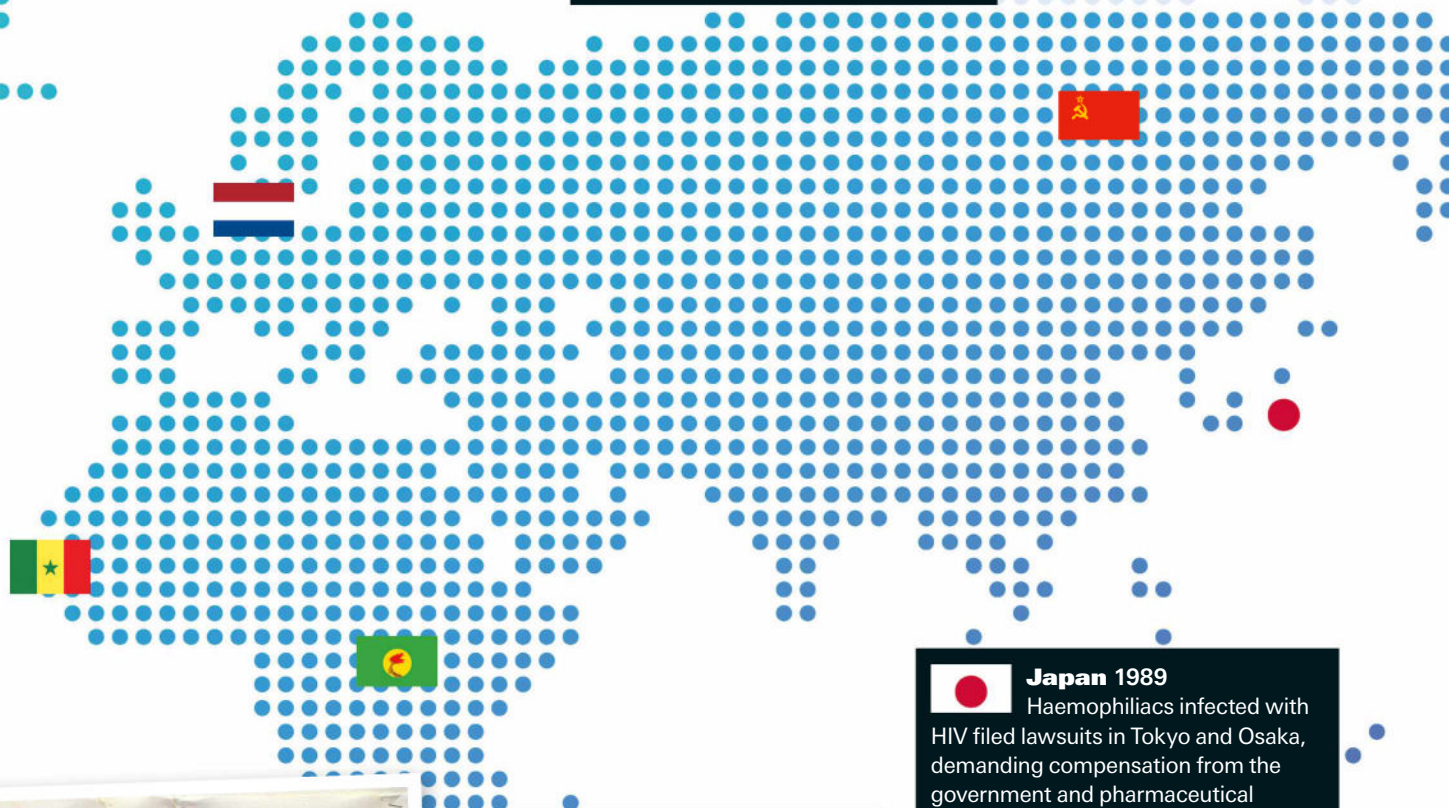 Japan 1989
Haemophiliacs infected with
HIV filed lawsuits in Tokyo and Osaka,
demanding compensation from the
government and pharmaceutical